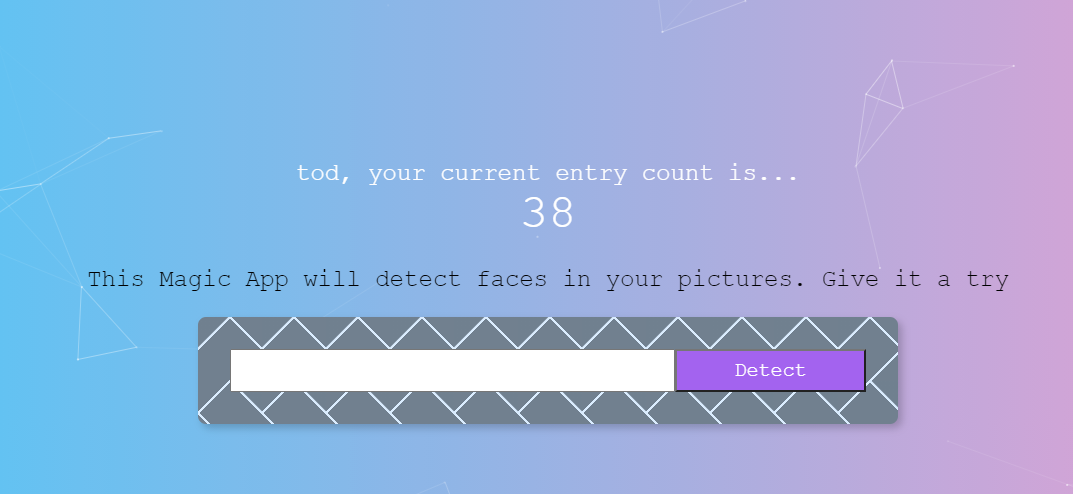 tod, your current entry count is...
38
This Magic App will detect faces in your pictures. Give it a try
Detect